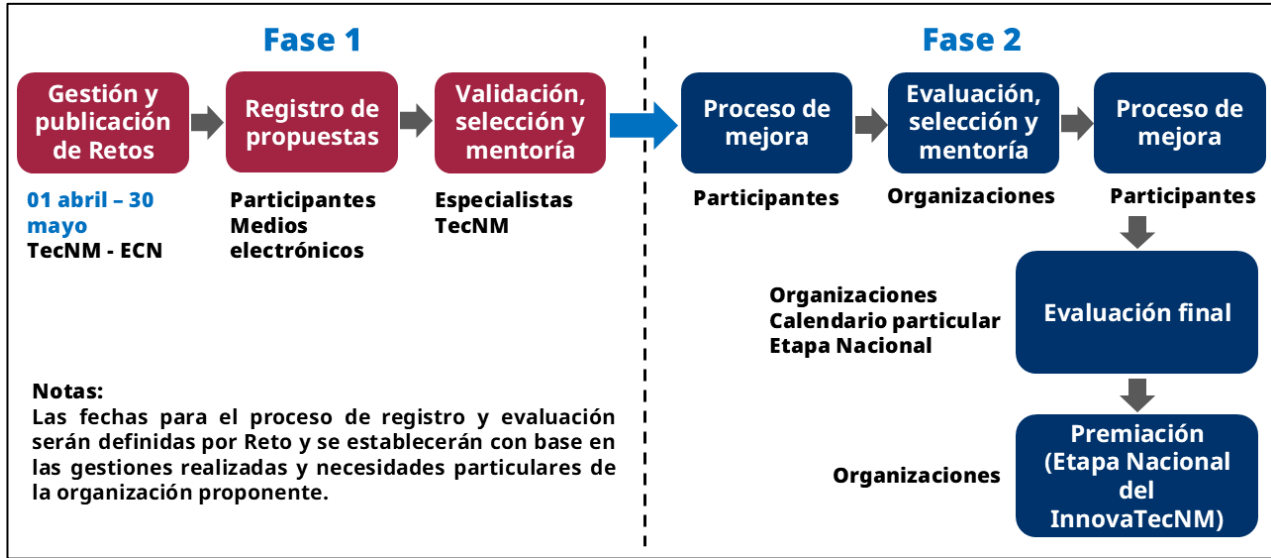 Fase 1
Gestión y
publicación
de Retos
01 abril – 30
mayo
TecNM - ECN
Registro de
propuestas
Participantes
Medios
electrónicos
Validación,
selección y
mentoría
Especialistas
TecNM
Notas:
Las fechas para el proceso de registro y evaluación
serán definidas por Reto y se establecerán con base en
las gestiones realizadas y necesidades particulares de
la organización proponente.
Fase 2
Proceso de
mejora
Participantes
Evaluación,
selección y
mentoría
Organizaciones
Proceso de
mejora
Participantes
Organizaciones
Calendario particular
Etapa Nacional
Evaluación final
Organizaciones
Premiación
(Etapa Nacional
del
InnovaTecNM)